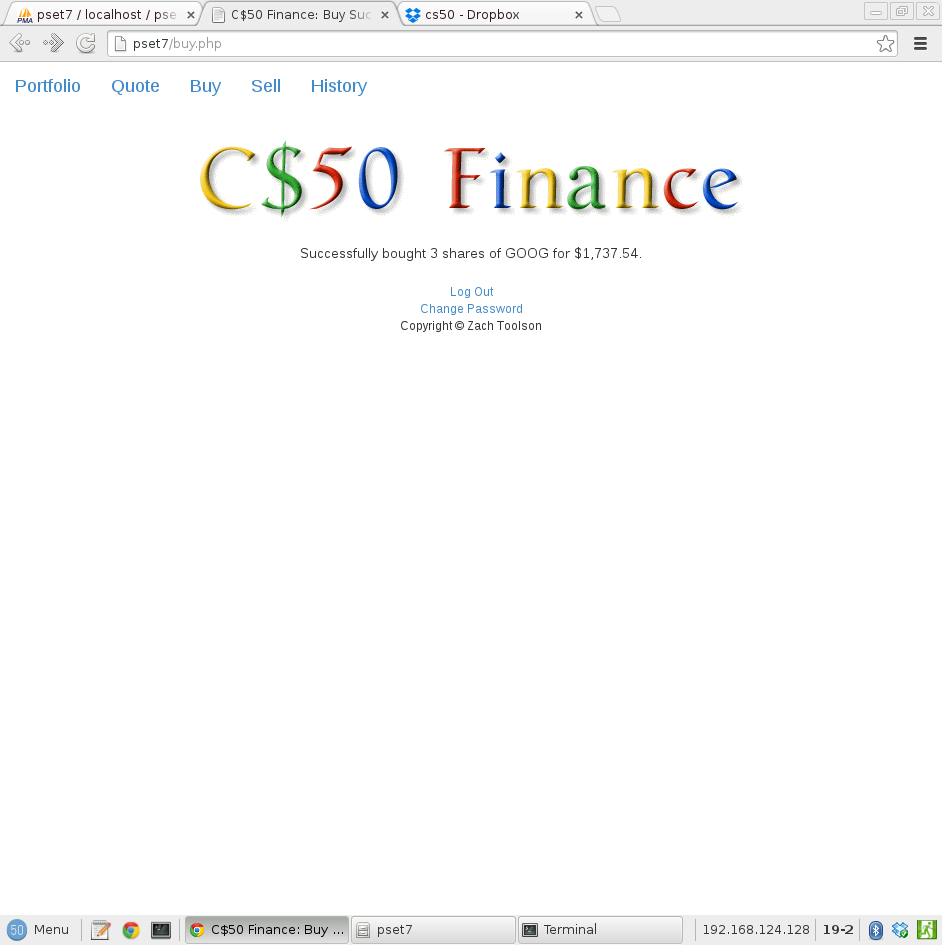 PMA pset7 / localhost / pse
C$50 Finance: Buy Suc
cs50 - Dropbox
pset7/buy.php
Portfolio Quote Buy Sell History
C$50 Finance
Successfully bought 3 shares of GOOG for $1,737.54.
Log Out
Change Password
Copyright © Zach Toolson
50 Menu C$50 Finance: Buy ... pset7 Terminal 192.168.124.128 19-2